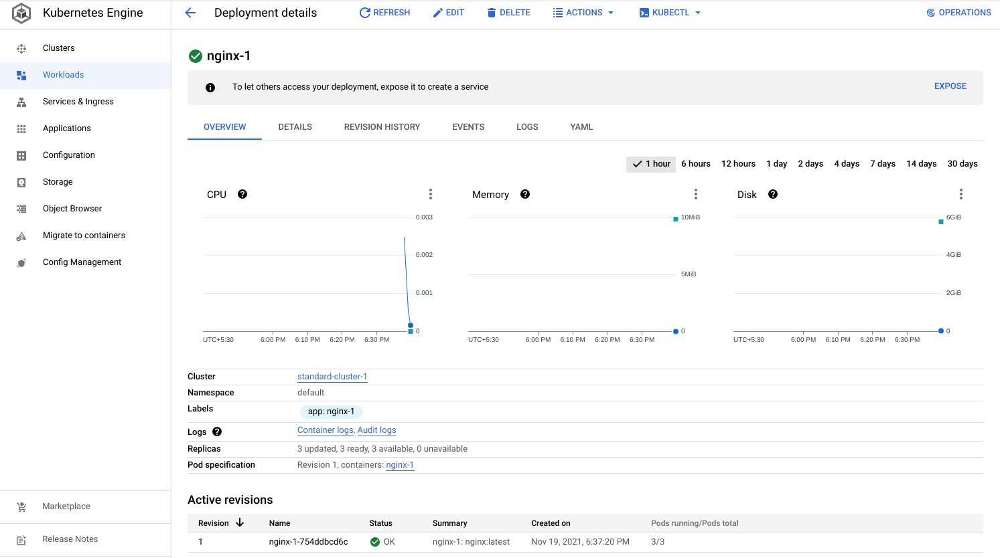 Kubernetes Engine
Deployment details
REFRESH
EDIT
DELETE
ACTIONS
KUBECTL
OPERATIONS
Clusters
Workloads
Services & Ingress
Applications
Configuration
Storage
Object Browser
Migrate to containers
Config Management
Marketplace
Release Notes
nginx-1
To let others access your deployment, expose it to create a service
EXPOSE
OVERVIEW
DETAILS
REVISION HISTORY
EVENTS
LOGS
YAML
1 hour
6 hours
12 hours
1 day
2 days
4 days
7 days
14 days
30 days
CPU
0.003
0.002
0.001
0
UTC+5:30
6:00 PM
6:10 PM
6:20 PM
6:30 PM
Memory
10MiB
5MiB
0
UTC+5:30
6:00 PM
6:10 PM
6:20 PM
6:30 PM
Disk
6GiB
4GiB
2GiB
0
UTC+5:30
6:00 PM
6:10 PM
6:20 PM
6:30 PM
Cluster standard-cluster-1
Namespace default
Labels app: nginx-1
Logs Container logs, Audit logs
Replicas 3 updated, 3 ready, 3 available, 0 unavailable
Pod specification Revision 1, containers: nginx-1
Active revisions
Revision Name Status Summary Created on Pods running/Pods total
1 nginx-1-754ddbcd6c OK nginx-1: nginx:latest Nov 19, 2021, 6:37:20 PM 3/3